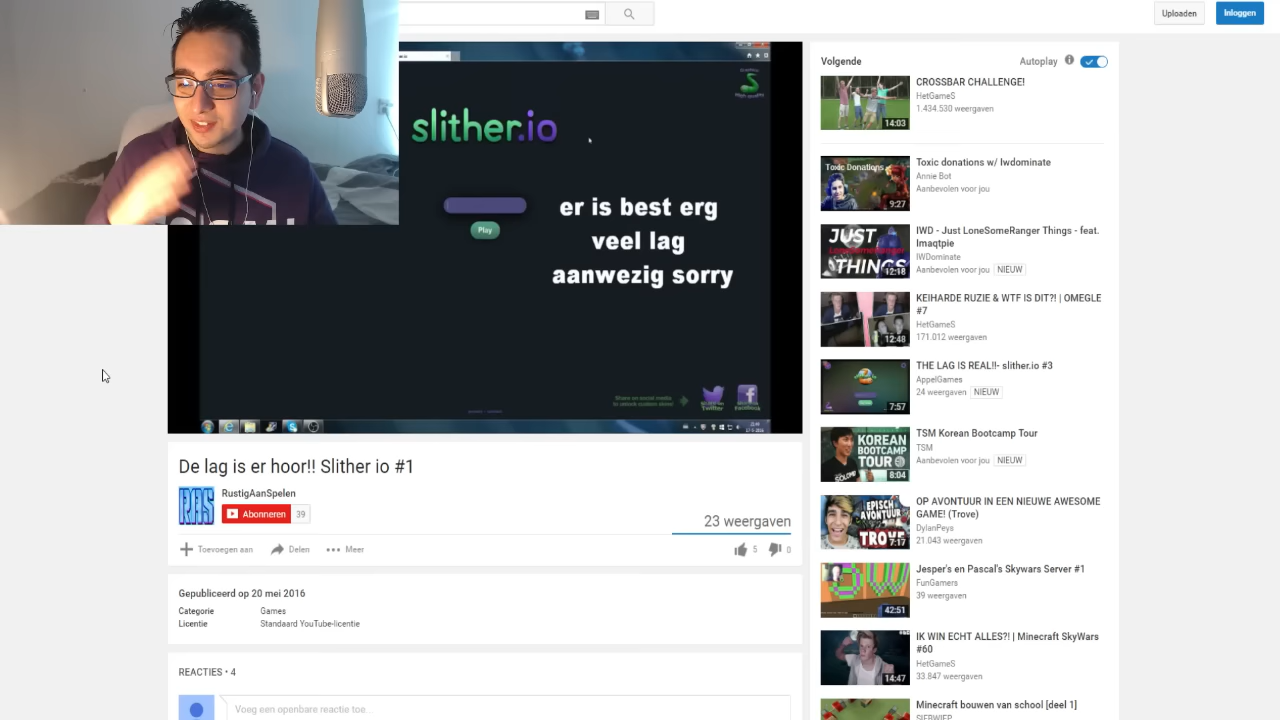 Uploaden
Inloggen
slither.io
Play
er is best erg
veel lag
aanwezig sorry
De lag is er hoor!! Slither io #1
RAS
RustigAanSpelen
Abonneren
39
23 weergaven
Toevoegen aan
Delen
Meer
5
0
Gepubliceerd op 20 mei 2016
Categorie
Games
Licentie
Standaard YouTube-licentie
REACTIES • 4
Voeg een openbare reactie toe...
Volgende
Autoplay
CROSSBAR CHALLENGE!
HetGameS
1.434.530 weergaven
14:03
Toxic Donations
9:27
Toxic donations w/ Iwdominate
Annie Bot
Aanbevolen voor jou
JUST
THINGS
12:18
IWD - Just LoneSomeRanger Things - feat.
Imaqtpie
IWDominate
Aanbevolen voor jou NIEUW
12:48
KEIHARDE RUZIE & WTF IS DIT?! | OMEGLE
#7
HetGameS
171.012 weergaven
7:57
THE LAG IS REAL!!- slither.io #3
AppelGames
24 weergaven NIEUW
KOREAN
BOOTCAMP
TOUR
8:04
TSM Korean Bootcamp Tour
TSM
Aanbevolen voor jou NIEUW
EPISCH
AVONTUUR
TROVE
7:17
OP AVONTUUR IN EEN NIEUWE AWESOME
GAME! (Trove)
DylanPeys
21.043 weergaven
42:51
Jesper's en Pascal's Skywars Server #1
FunGamers
39 weergaven
14:47
IK WIN ECHT ALLES?! | Minecraft SkyWars
#60
HetGameS
33.847 weergaven
Minecraft bouwen van school [deel 1]